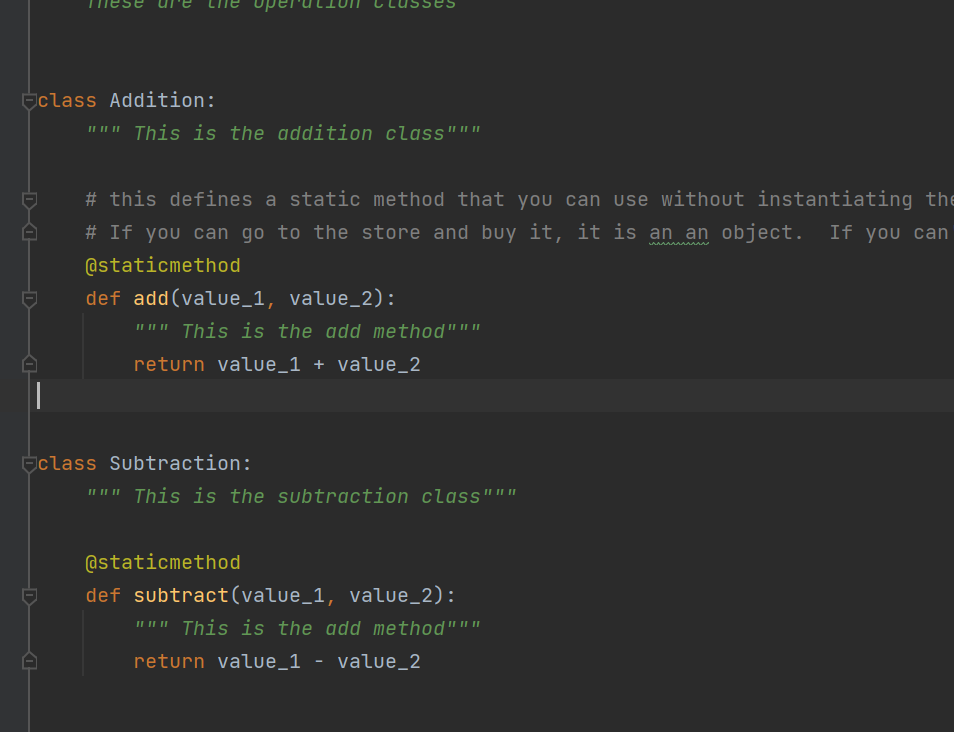 These are the operation classes
class Addition:
""" This is the addition class"""
# this defines a static method that you can use without instantiating the
# If you can go to the store and buy it, it is an an object.  If you can
@staticmethod
def add(value_1, value_2):
""" This is the add method"""
return value_1 + value_2
class Subtraction:
""" This is the subtraction class"""
@staticmethod
def subtract(value_1, value_2):
""" This is the add method"""
return value_1 - value_2